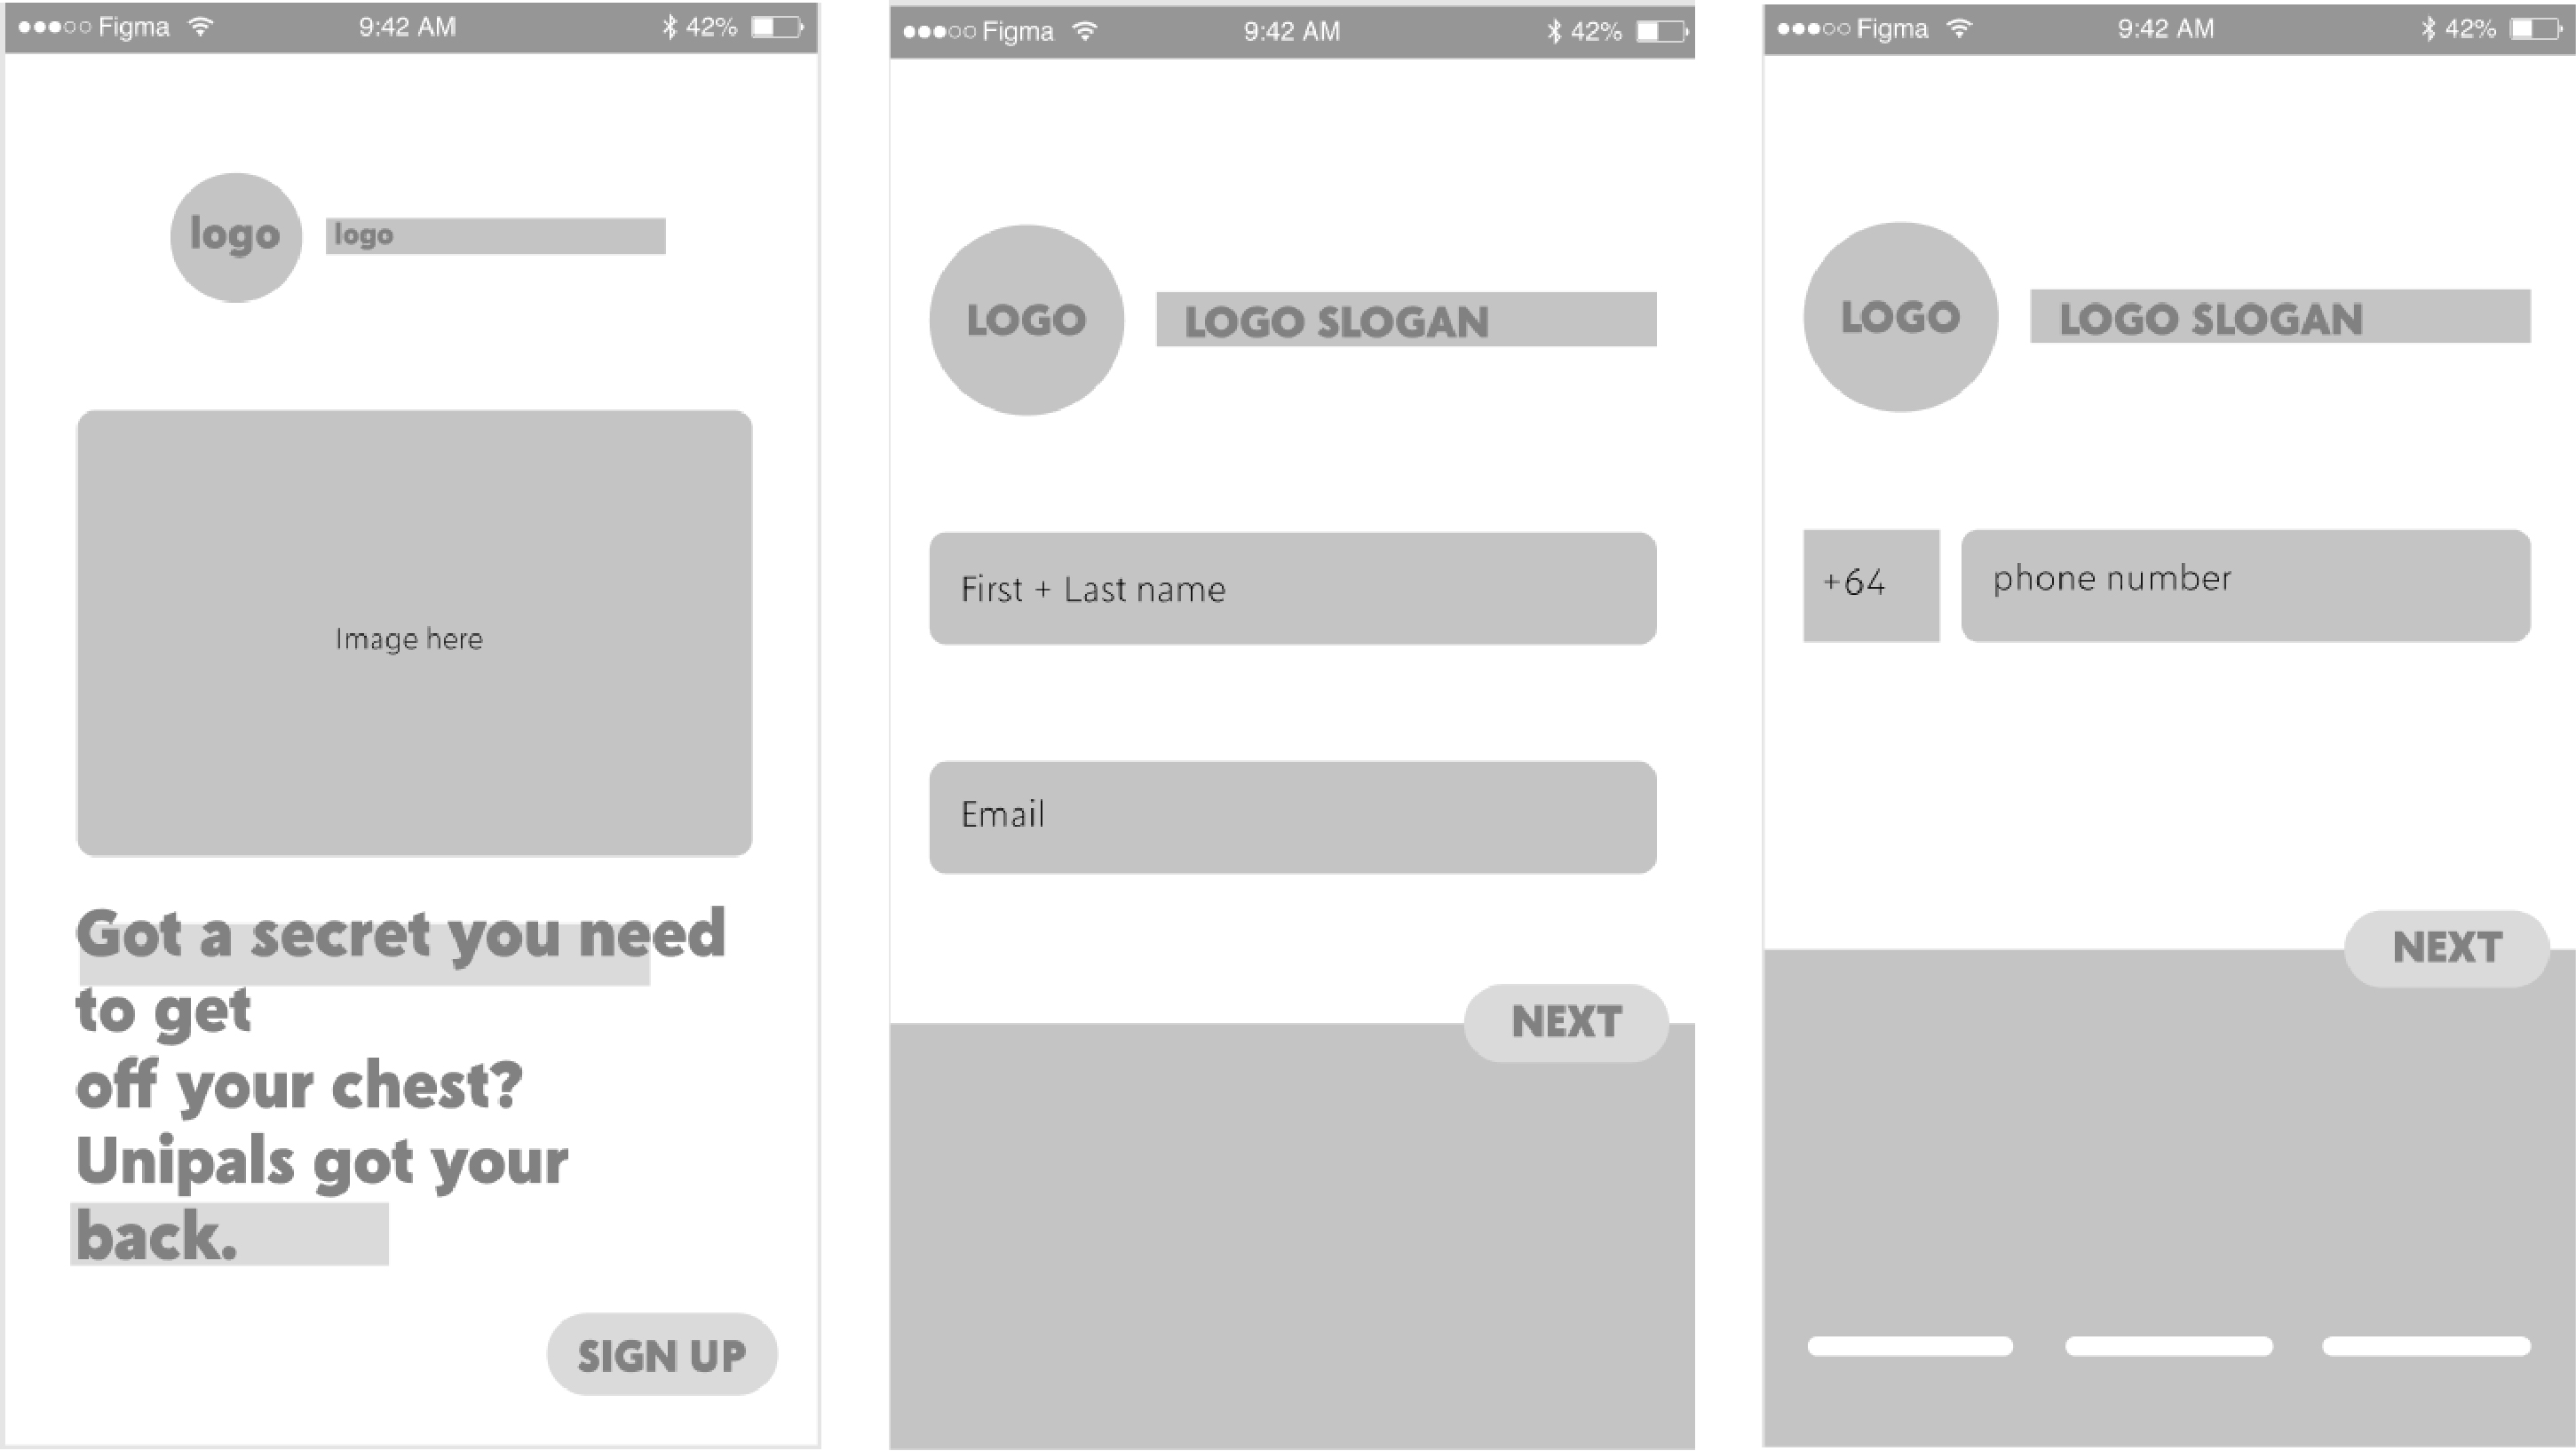 Figma 9:42 AM 42%
logo logo
Image here
Got a secret you need
to get
off your chest?
Unipals got your
back.
SIGN UP
Figma 9:42 AM 42%
LOGO LOGO SLOGAN
First + Last name
Email
NEXT
Figma 9:42 AM 42%
LOGO LOGO SLOGAN
+64 phone number
NEXT